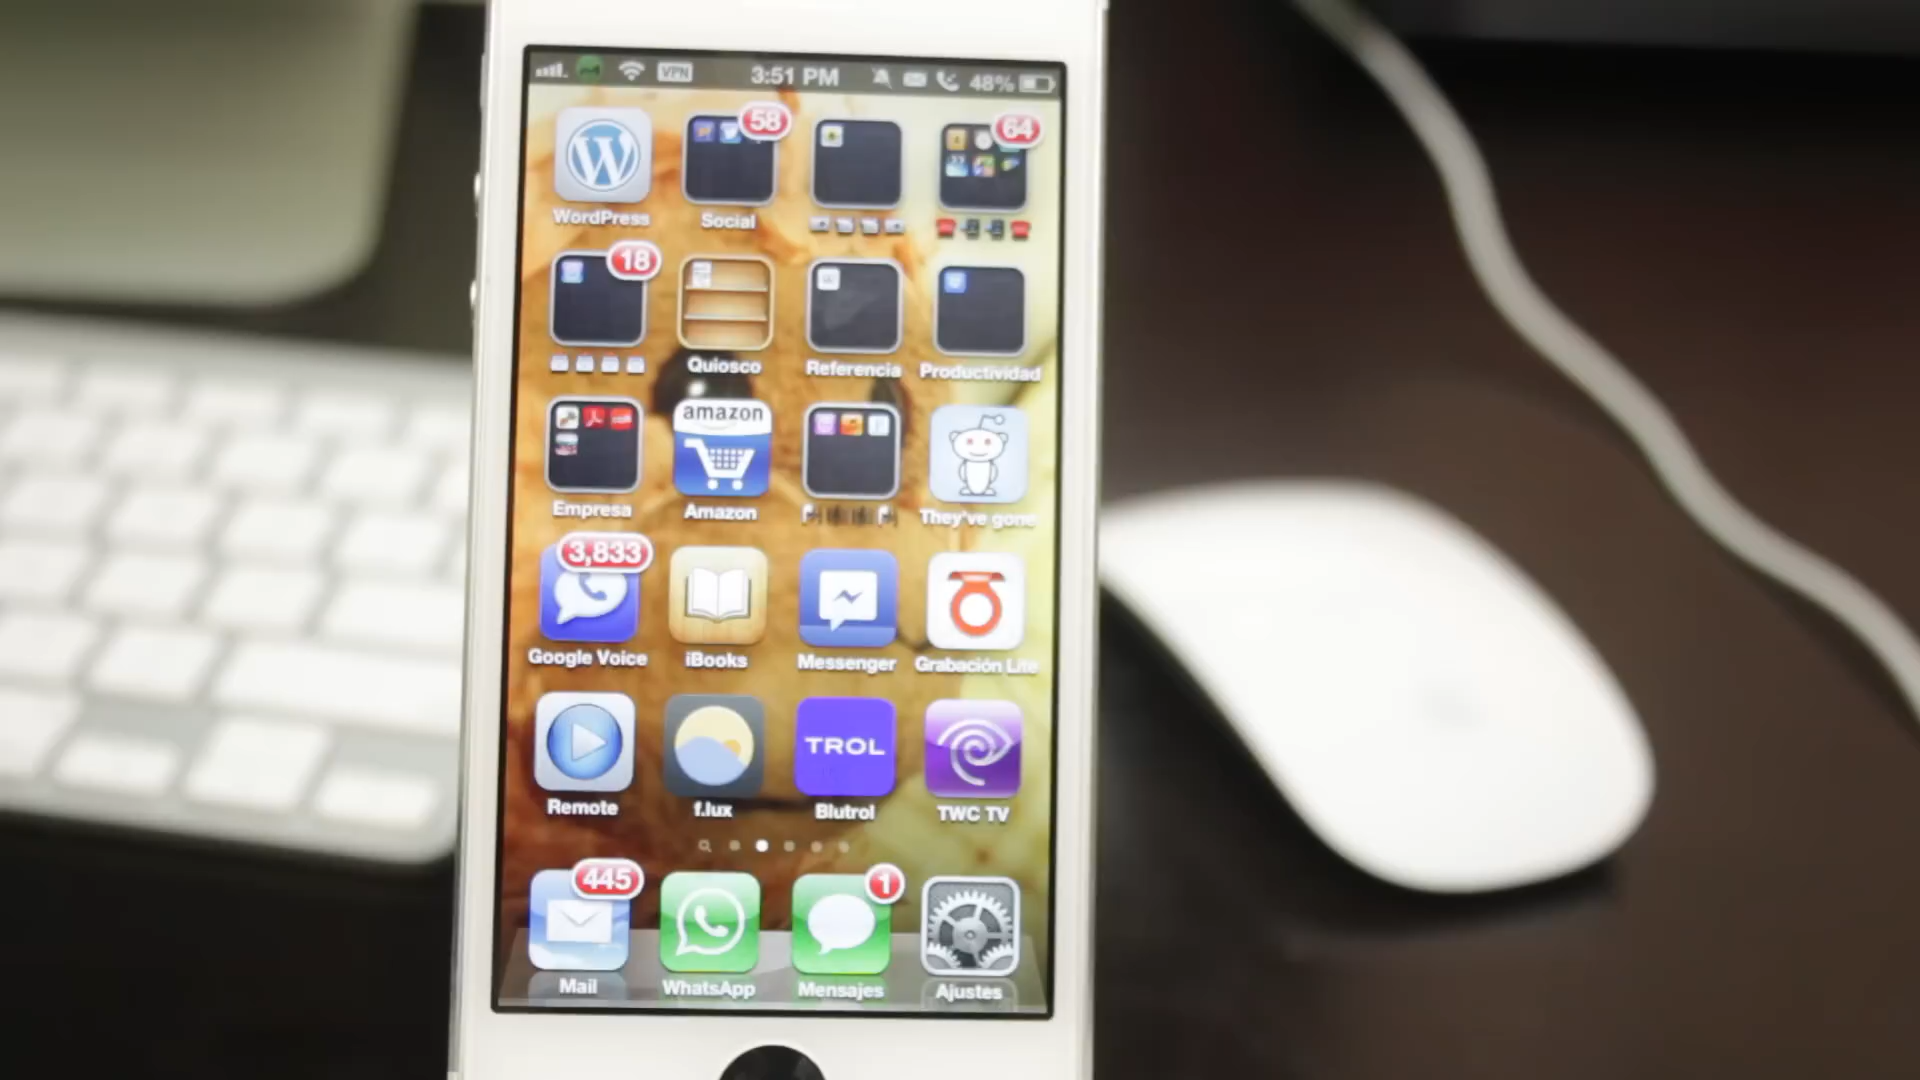 VPN 3:51 PM 48%
58 64
WordPress Social
18
Quiosco Referencia Productividad
amazon
Empresa Amazon They've gone
3,833
Google Voice iBooks Messenger Grabación Lite
TROL
Remote f.lux Blutrol TWC TV
445 1
Mail WhatsApp Mensajes Ajustes